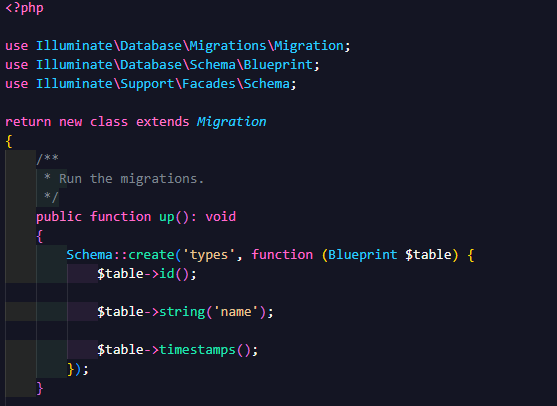 <?php
use Illuminate\Database\Migrations\Migration;
use Illuminate\Database\Schema\Blueprint;
use Illuminate\Support\Facades\Schema;
return new class extends Migration
{
/**
* Run the migrations.
*/
public function up(): void
{
Schema::create('types', function (Blueprint $table) {
$table->id();
$table->string('name');
$table->timestamps();
});
}